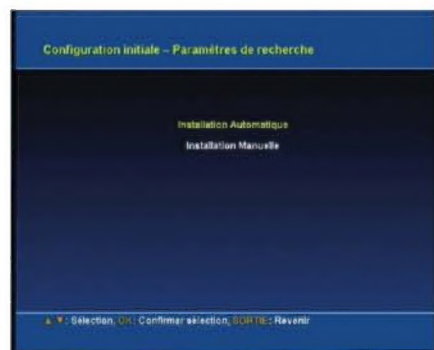 Configuration initiale – Paramètres de recherche
Installation Automatique
Installation Manuelle
▲ ▼: Sélection, OK: Confirmer sélection, SORTIE: Revenir